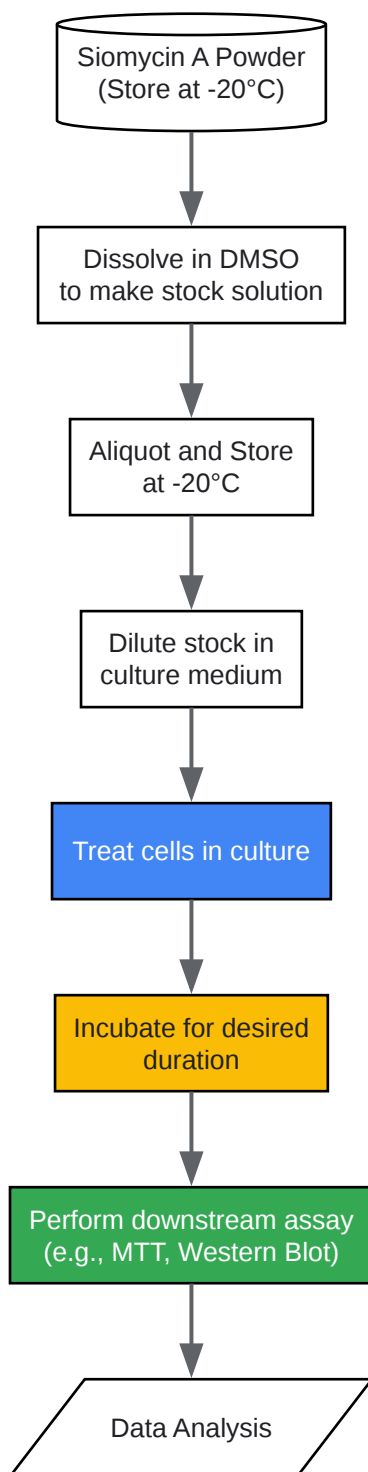 Siomycin A Powder
(Store at -20°C)
Dissolve in DMSO
to make stock solution
Aliquot and Store
at -20°C
Dilute stock in
culture medium
Treat cells in culture
Incubate for desired
duration
Perform downstream assay
(e.g., MTT, Western Blot)
Data Analysis